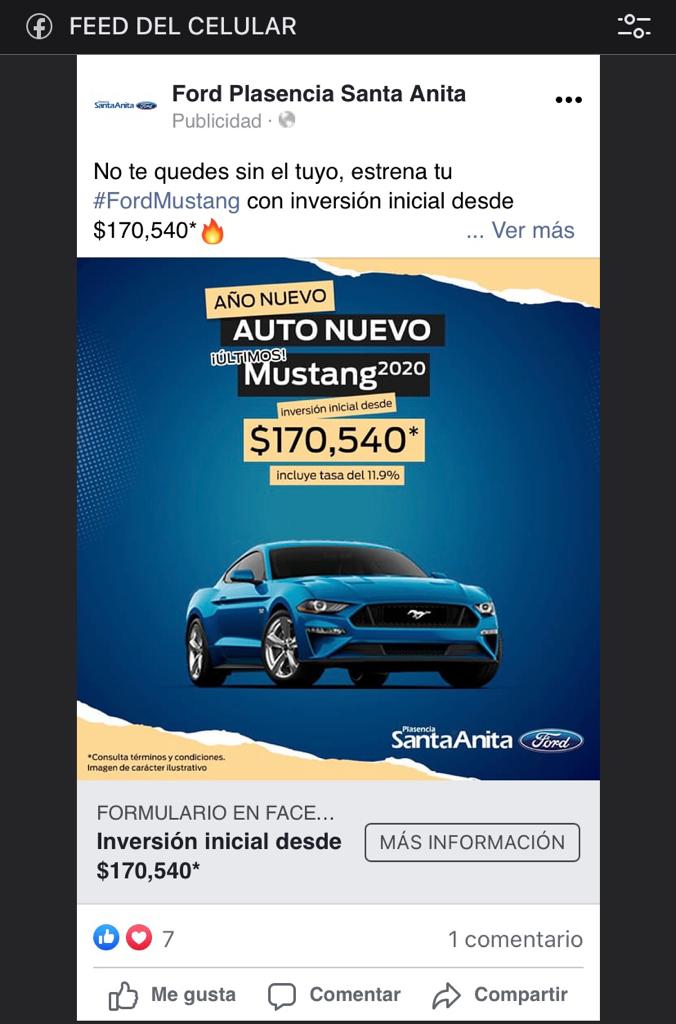 FEED DEL CELULAR
SantaAnita Ford
Ford Plasencia Santa Anita
Publicidad ·
No te quedes sin el tuyo, estrena tu
#FordMustang con inversión inicial desde
$170,540*🔥 ... Ver más
AÑO NUEVO
AUTO NUEVO
¡ÚLTIMOS!
Mustang2020
inversión inicial desde
$170,540*
incluye tasa del 11.9%
Plasencia
SantaAnita Ford
*Consulta términos y condiciones.
Imagen de carácter ilustrativo
FORMULARIO EN FACE...
Inversión inicial desde
$170,540*
MÁS INFORMACIÓN
7
1 comentario
Me gusta
Comentar
Compartir